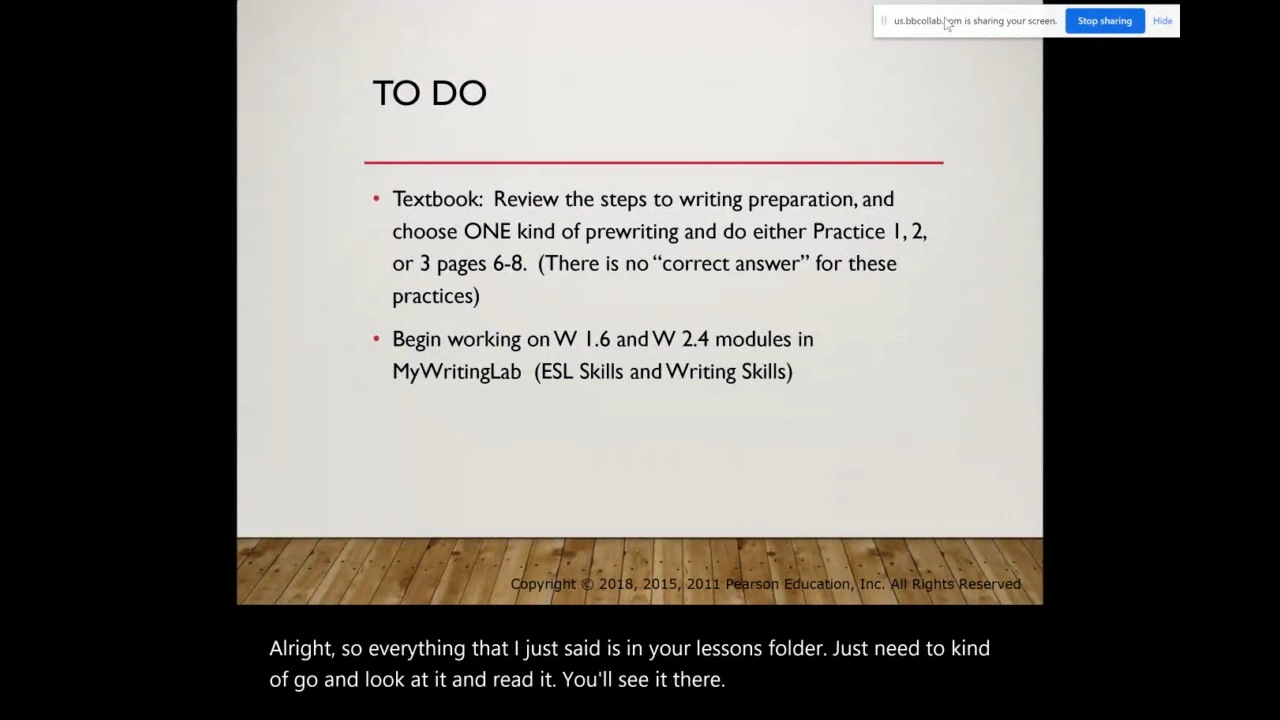 us.bbcollab.com is sharing your screen. Stop sharing Hide
TO DO
• Textbook: Review the steps to writing preparation, and
choose ONE kind of prewriting and do either Practice 1, 2,
or 3 pages 6-8. (There is no “correct answer” for these
practices)
• Begin working on W 1.6 and W 2.4 modules in
MyWritingLab (ESL Skills and Writing Skills)
Copyright © 2018, 2015, 2011 Pearson Education, Inc. All Rights Reserved
Alright, so everything that I just said is in your lessons folder. Just need to kind
of go and look at it and read it. You'll see it there.